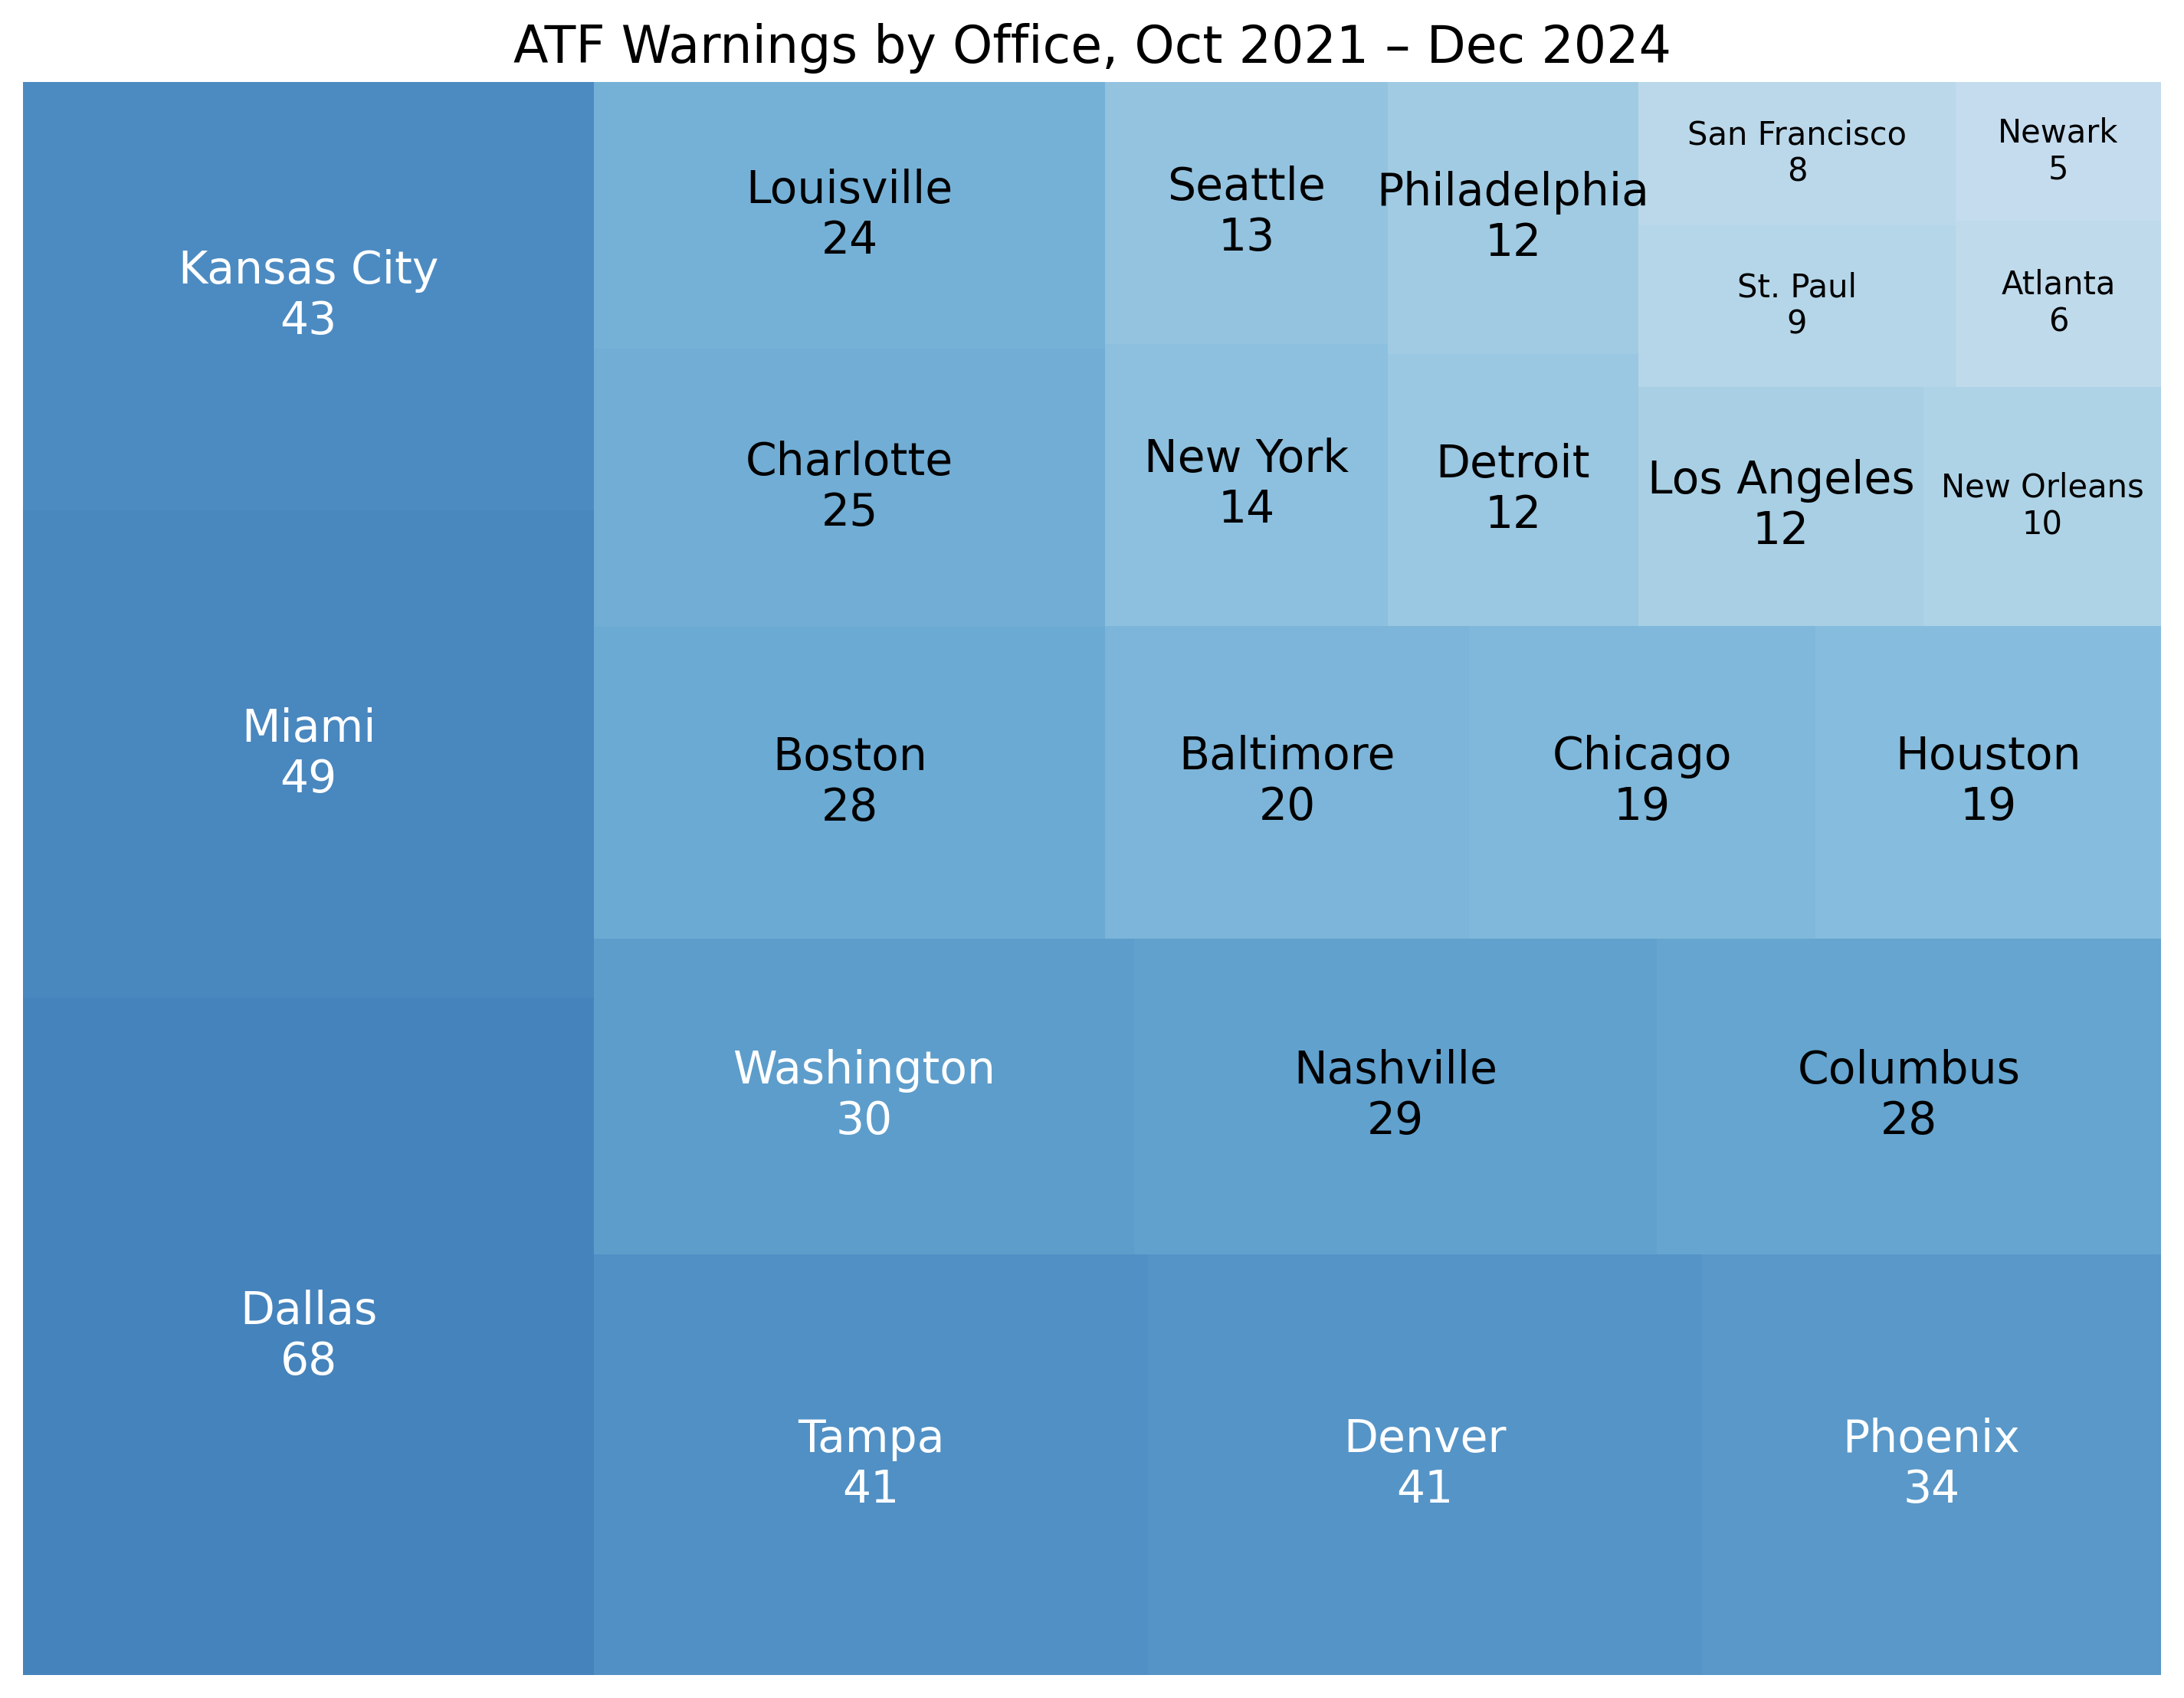 ATF Warnings by Office, Oct 2021 – Dec 2024
Kansas City
43
Miami
49
Dallas
68
Louisville
24
Charlotte
25
Boston
28
Seattle
13
New York
14
Philadelphia
12
Detroit
12
San Francisco
8
Newark
5
St. Paul
9
Atlanta
6
Los Angeles
12
New Orleans
10
Baltimore
20
Chicago
19
Houston
19
Washington
30
Nashville
29
Columbus
28
Tampa
41
Denver
41
Phoenix
34